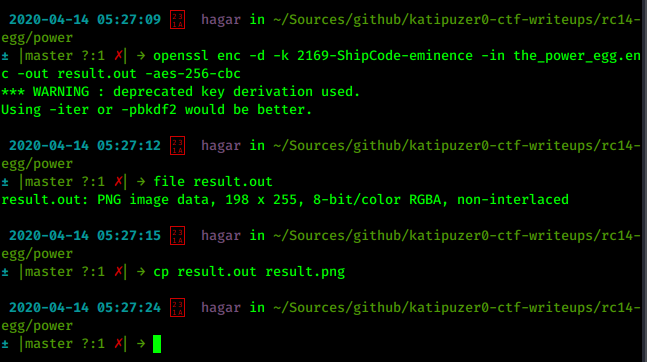 2020-04-14 05:27:09 231A hagar in ~/Sources/github/katipuzer0-ctf-writeups/rc14-
egg/power
± |master ?:1 ✗| → openssl enc -d -k 2169-ShipCode-eminence -in the_power_egg.en
c -out result.out -aes-256-cbc
*** WARNING : deprecated key derivation used.
Using -iter or -pbkdf2 would be better.
2020-04-14 05:27:12 231A hagar in ~/Sources/github/katipuzer0-ctf-writeups/rc14-
egg/power
± |master ?:1 ✗| → file result.out
result.out: PNG image data, 198 x 255, 8-bit/color RGBA, non-interlaced
2020-04-14 05:27:15 231A hagar in ~/Sources/github/katipuzer0-ctf-writeups/rc14-
egg/power
± |master ?:1 ✗| → cp result.out result.png
2020-04-14 05:27:24 231A hagar in ~/Sources/github/katipuzer0-ctf-writeups/rc14-
egg/power
± |master ?:1 ✗| →